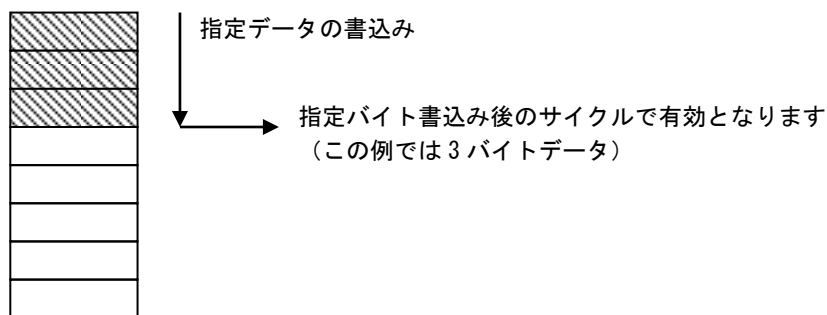 指定データの書込み
指定バイト書込み後のサイクルで有効となります
（この例では3バイトデータ）